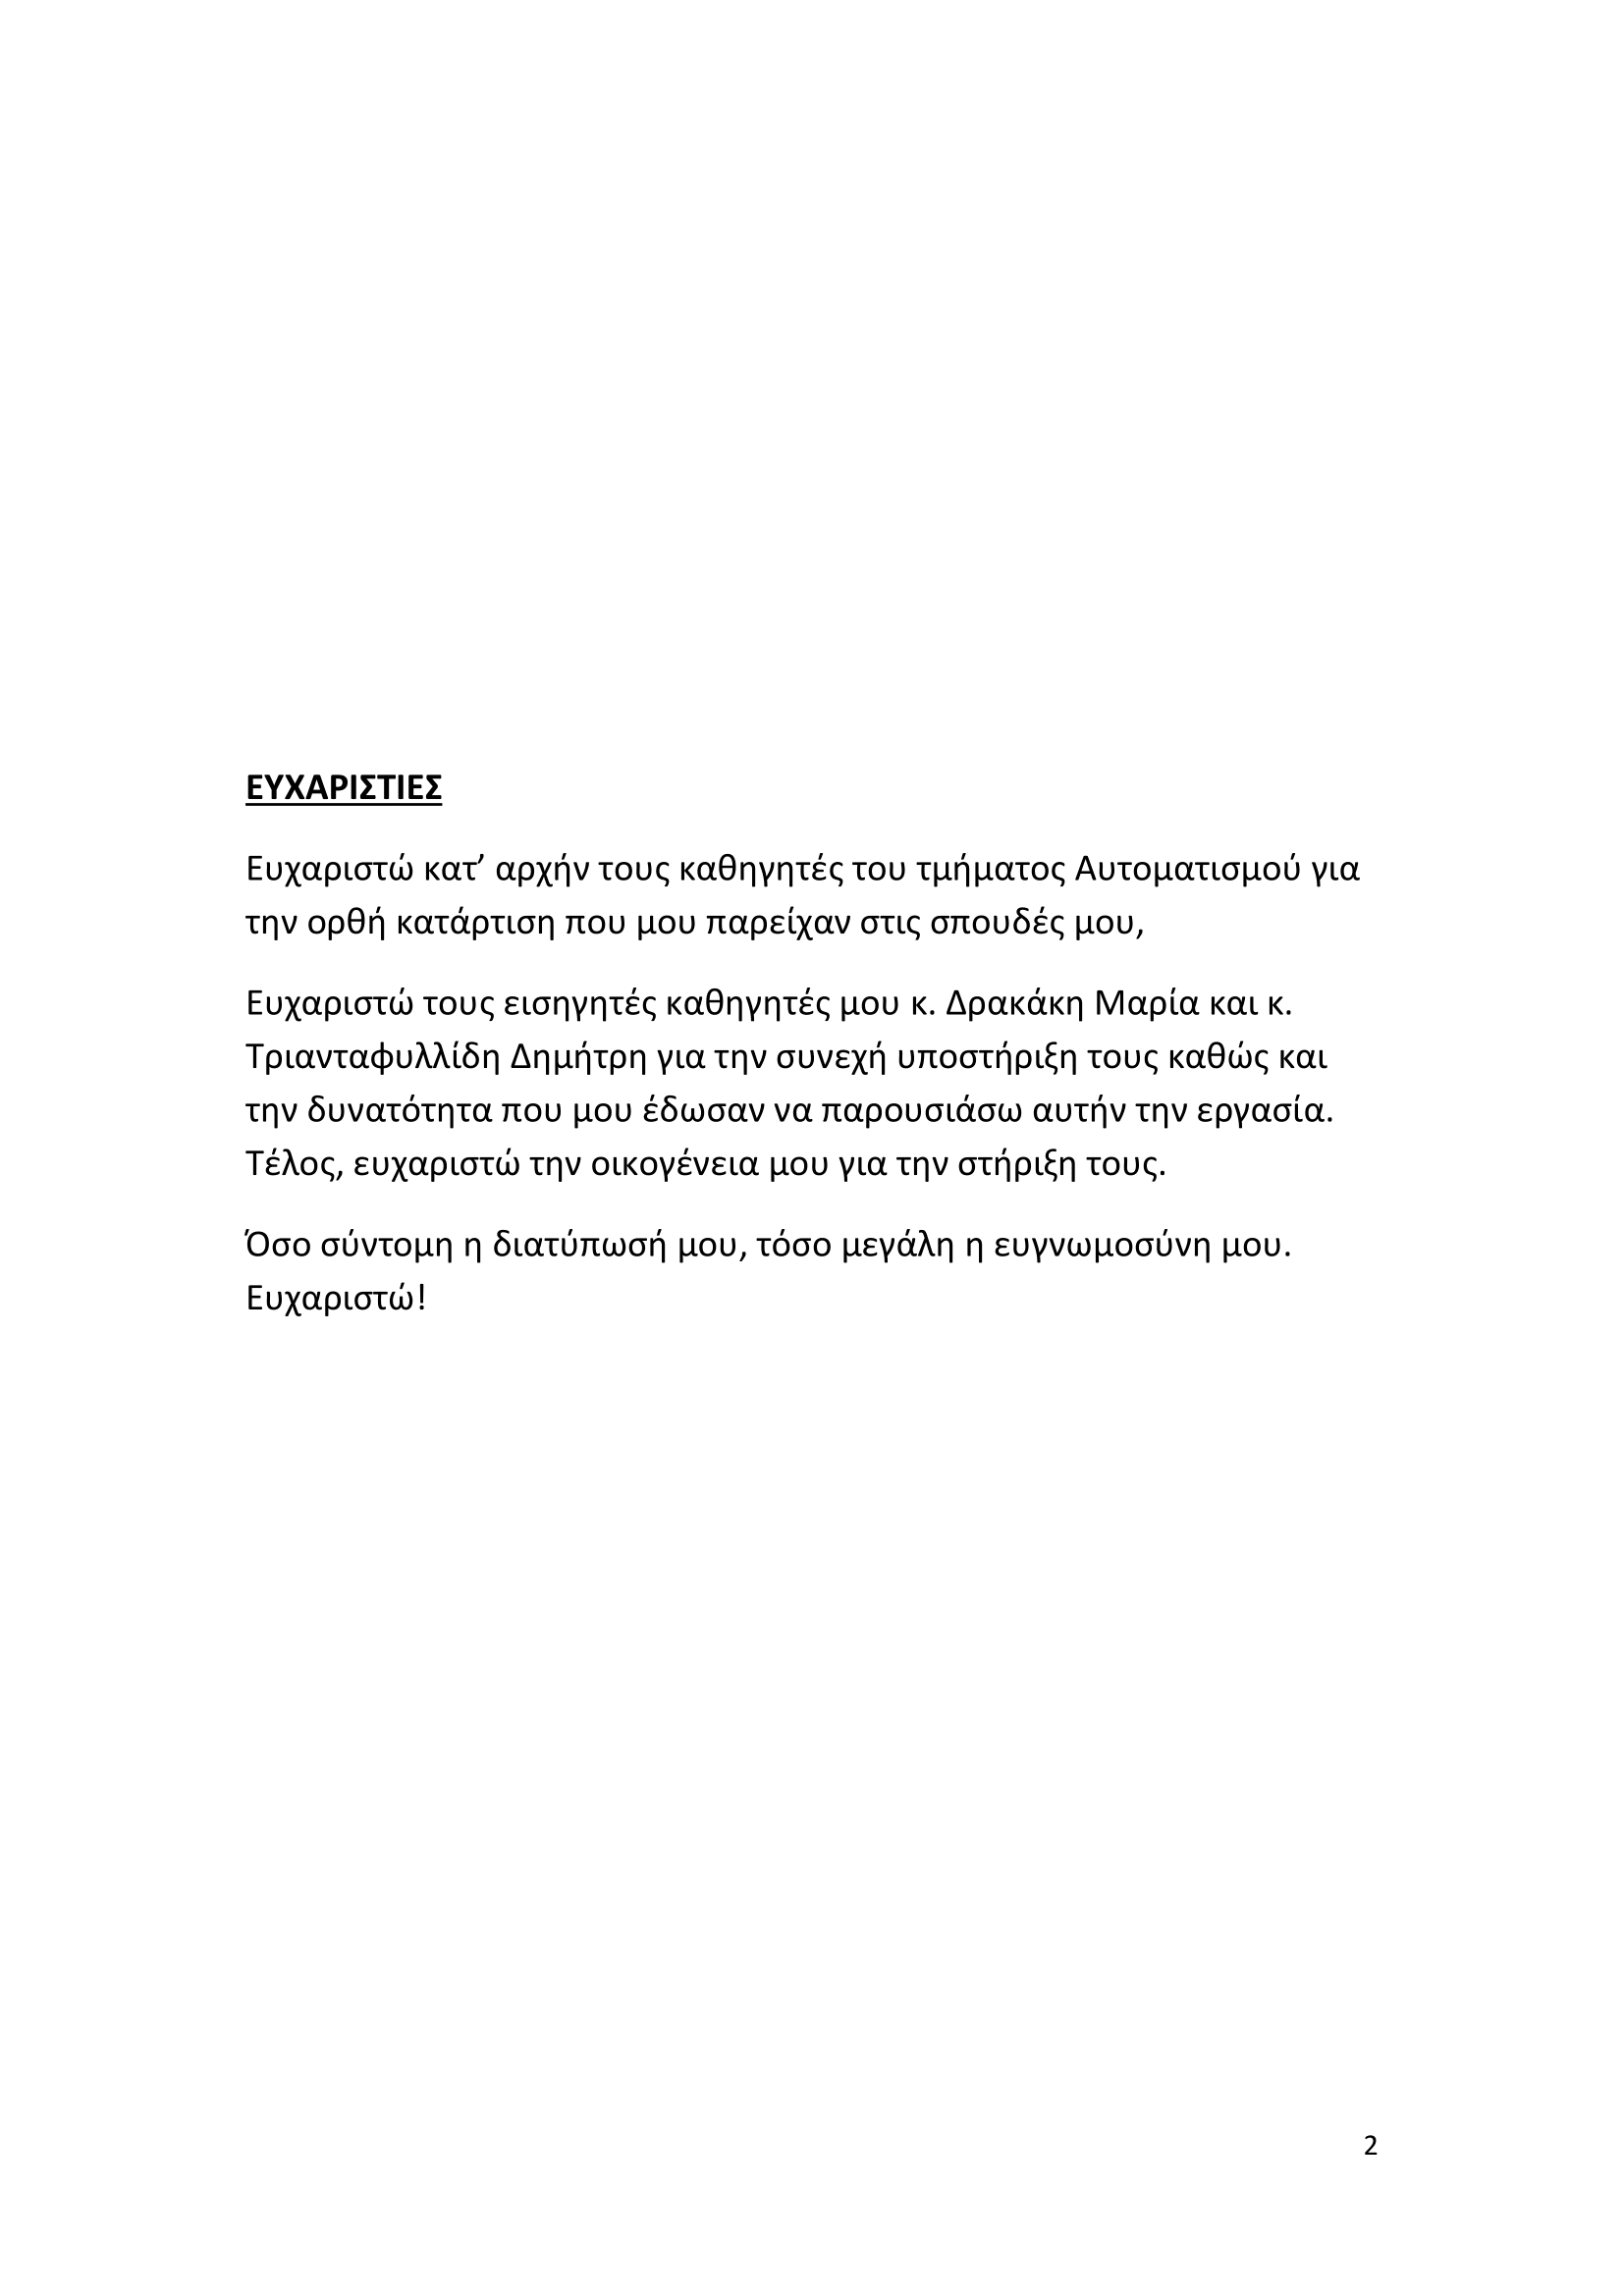 ΕΥΧΑΡΙΣΤΙΕΣ
Ευχαριστώ κατ’ αρχήν τους καθηγητές του τμήματος Αυτοματισμού για
την ορθή κατάρτιση που μου παρείχαν στις σπουδές μου,
Ευχαριστώ τους εισηγητές καθηγητές μου κ. Δρακάκη Μαρία και κ.
Τριανταφυλλίδη Δημήτρη για την συνεχή υποστήριξη τους καθώς και
την δυνατότητα που μου έδωσαν να παρουσιάσω αυτήν την εργασία.
Τέλος, ευχαριστώ την οικογένεια μου για την στήριξη τους.
Όσο σύντομη η διατύπωσή μου, τόσο μεγάλη η ευγνωμοσύνη μου.
Ευχαριστώ!
2